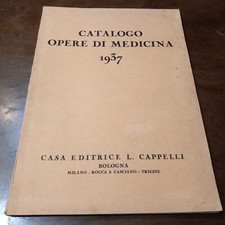 CATALOGO
OPERE DI MEDICINA
1937
CASA EDITRICE L. CAPPELLI
BOLOGNA
MILANO - ROCCA S. CASCIANO - TRIESTE